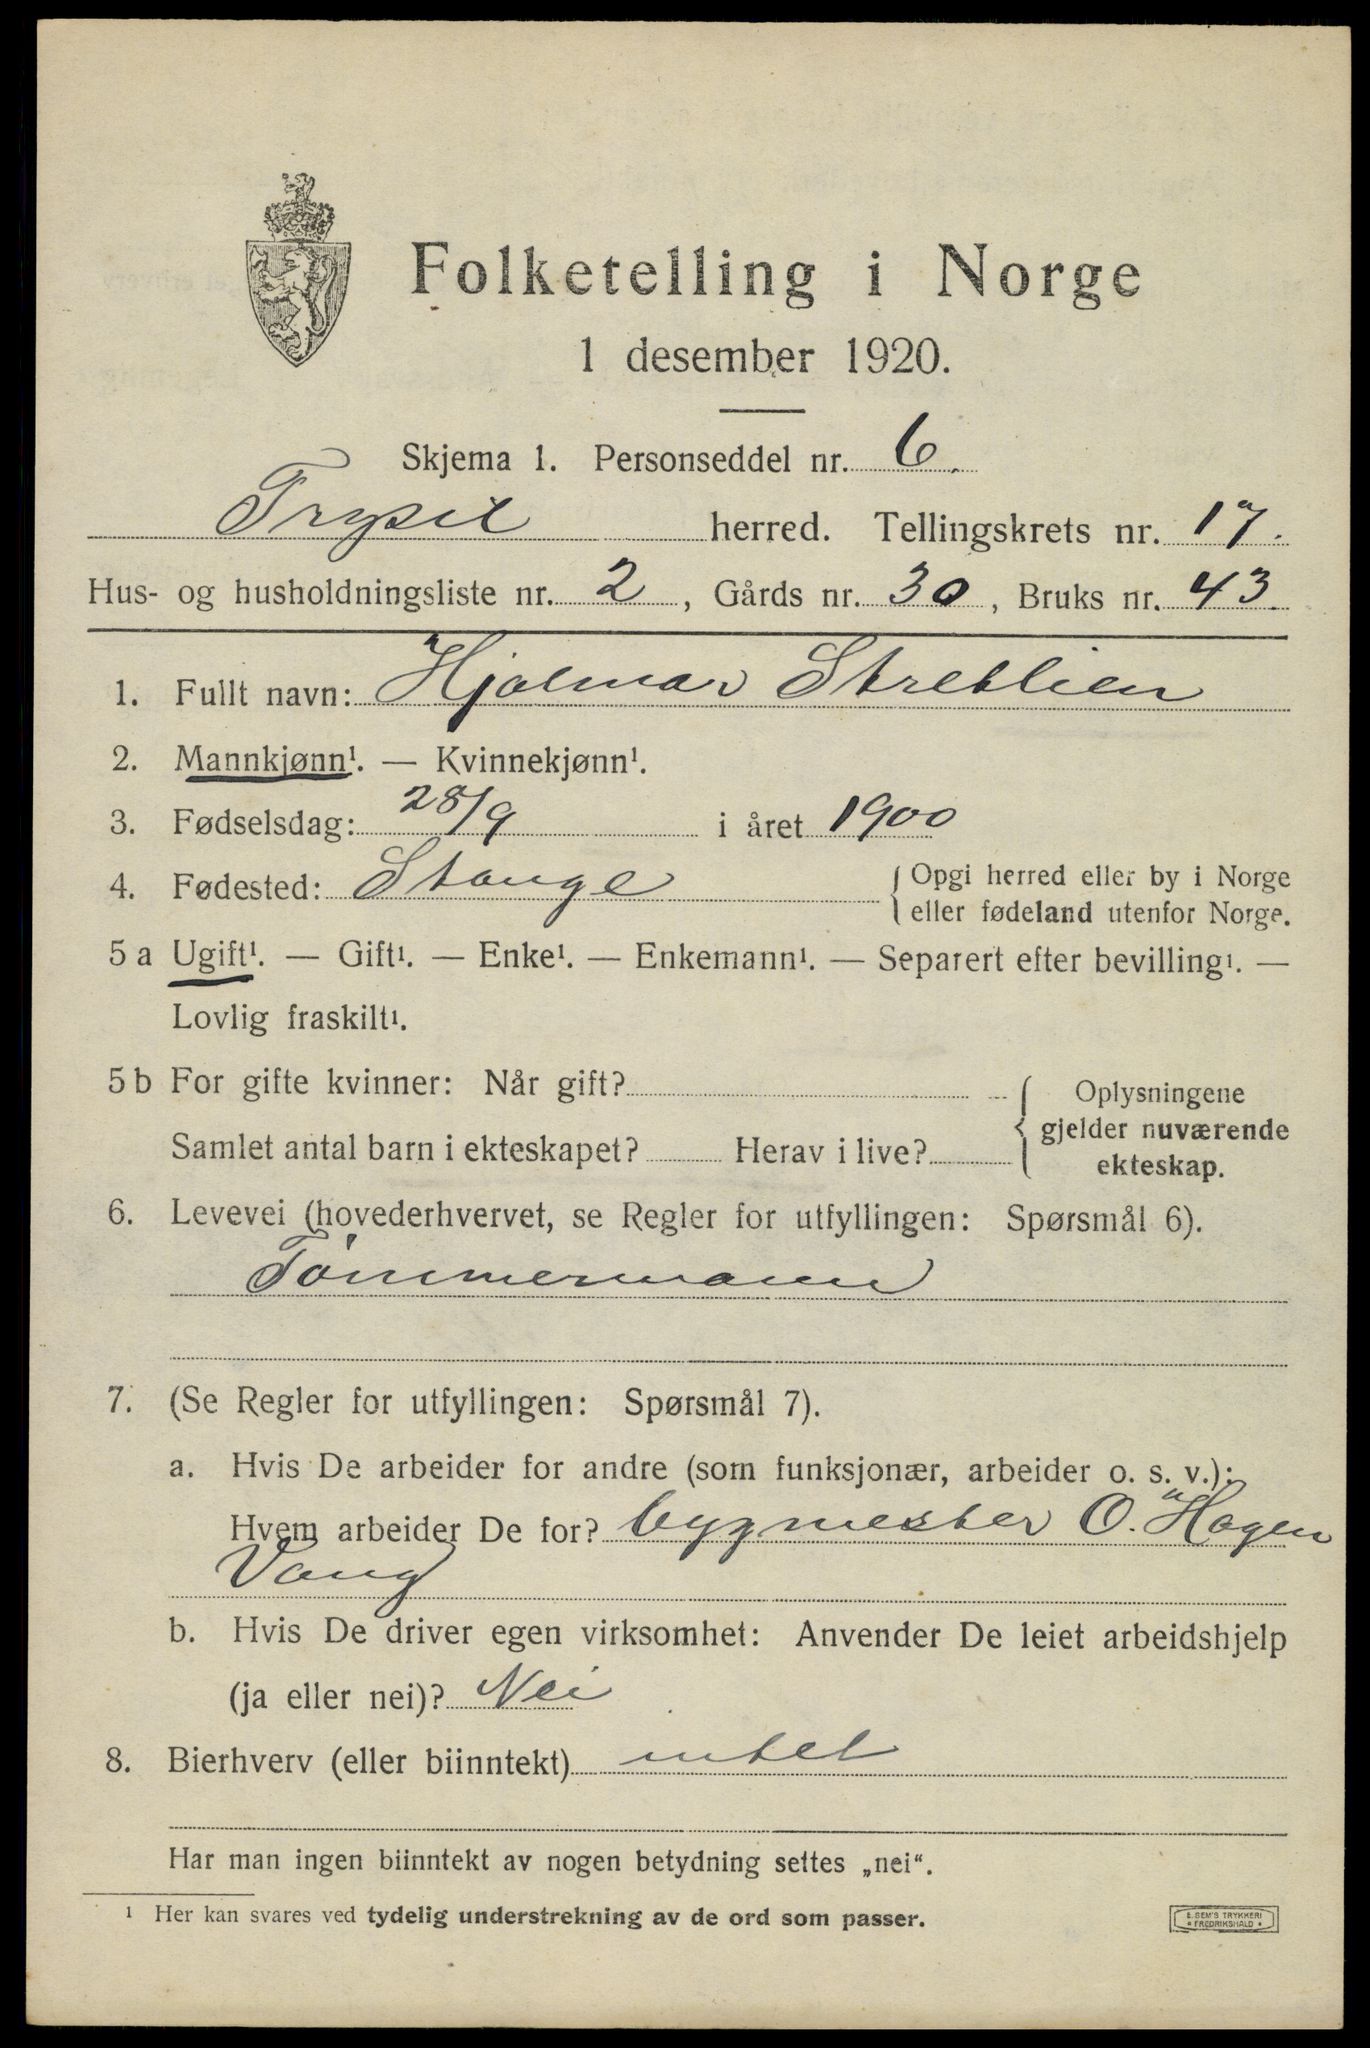 Folketelling i Norge
1 desember 1920.
Skjema 1. Personseddel nr. 6.
Trysil herred. Tellingskrets nr. 17.
Hus- og husholdningsliste nr. 2, Gårds nr. 30, Bruks nr. 43.
1. Fullt navn: Hjalmar Stretlien
2. Mannkjønn¹. — Kvinnekjønn¹.
3. Fødselsdag: 28/9 i året 1900
4. Fødested: Stange { Opgi herred eller by i Norge
eller fødeland utenfor Norge.
5 a Ugift¹. — Gift¹. — Enke¹. — Enkemann¹. — Separert efter bevilling¹. —
Lovlig fraskilt¹.
5 b For gifte kvinner: Når gift? { Oplysningene
gjelder nuværende
Samlet antal barn i ekteskapet? Herav i live?
ekteskap.
6. Levevei (hovederhvervet, se Regler for utfyllingen: Spørsmål 6).
Tømmermann
7. (Se Regler for utfyllingen: Spørsmål 7).
a. Hvis De arbeider for andre (som funksjonær, arbeider o. s. v.):
Hvem arbeider De for? bygmester O. Hagen
Vang
b. Hvis De driver egen virksomhet: Anvender De leiet arbeidshjelp
(ja eller nei)? Nei
8. Bierhverv (eller biinntekt) intet
Har man ingen biinntekt av nogen betydning settes „nei“.
¹ Her kan svares ved tydelig understrekning av de ord som passer.
E. SEM'S TRYKKERI
• FREDRIKSHALD •